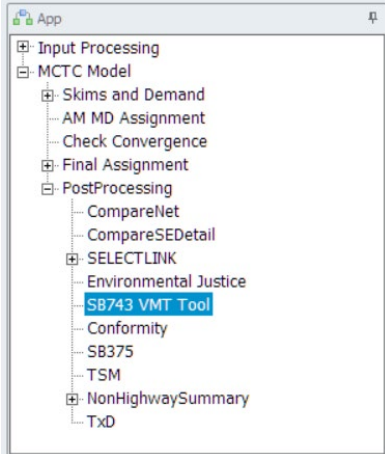 App
Input Processing
MCTC Model
Skims and Demand
AM MD Assignment
Check Convergence
Final Assignment
PostProcessing
CompareNet
CompareSEDetail
SELECTLINK
Environmental Justice
SB743 VMT Tool
Conformity
SB375
TSM
NonHighwaySummary
TxD